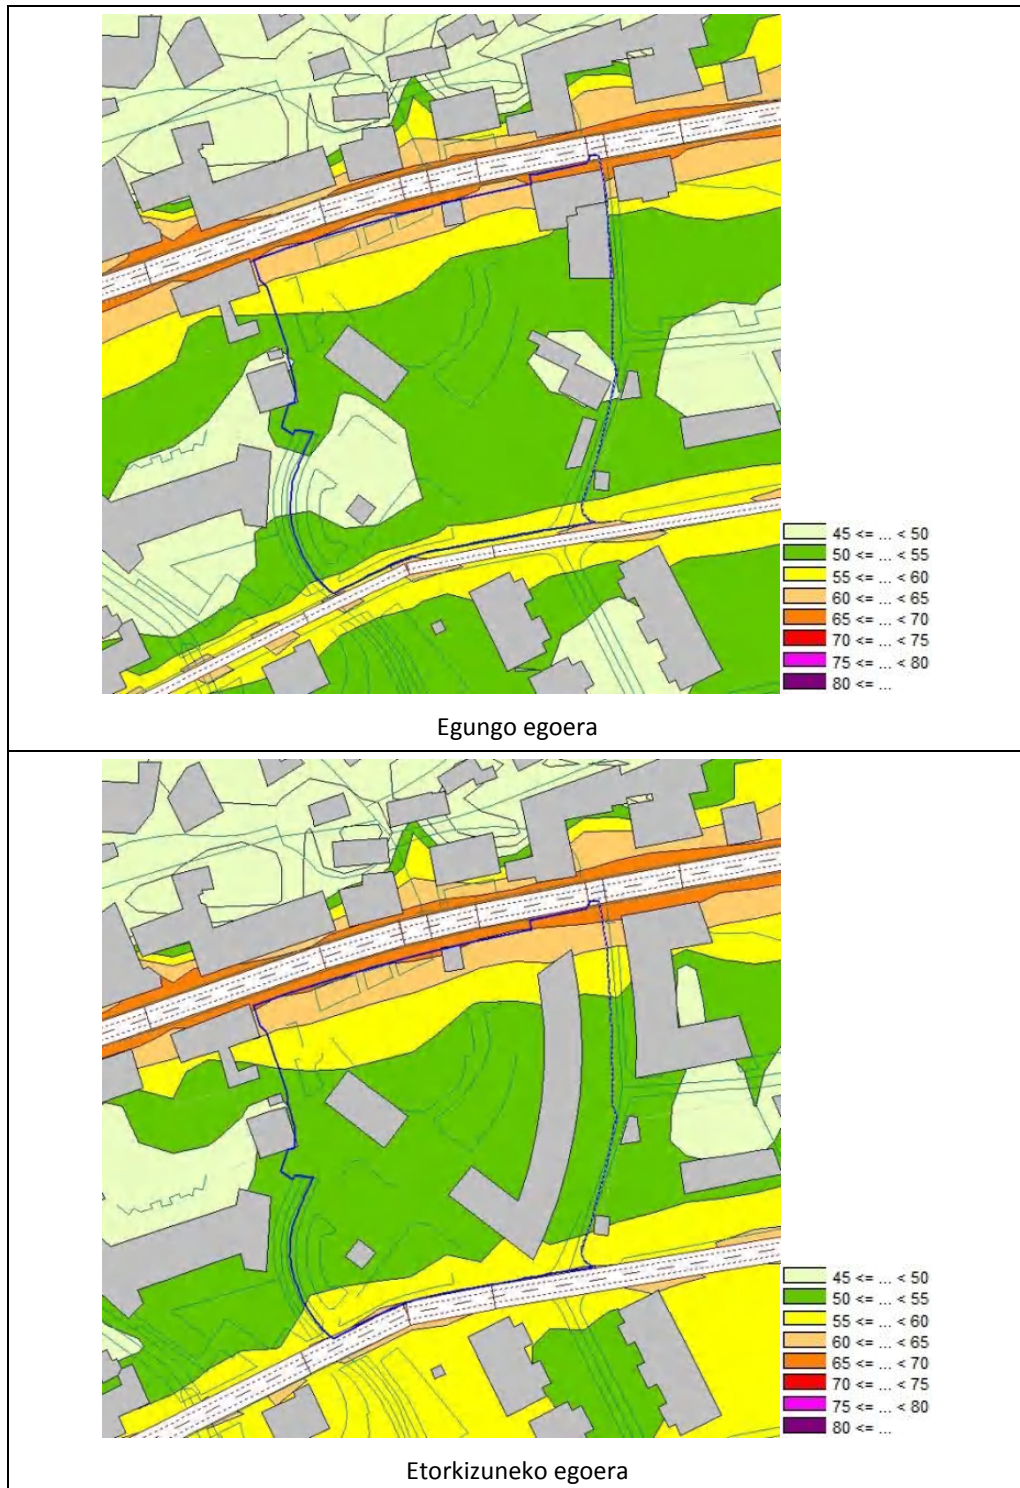 45 <= ... < 50
50 <= ... < 55
55 <= ... < 60
60 <= ... < 65
65 <= ... < 70
70 <= ... < 75
75 <= ... < 80
80 <= ...
Egungo egoera
45 <= ... < 50
50 <= ... < 55
55 <= ... < 60
60 <= ... < 65
65 <= ... < 70
70 <= ... < 75
75 <= ... < 80
80 <= ...
Etorkizuneko egoera